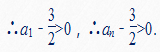 ∴a₁ - 3/2>0，∴aₙ - 3/2>0.